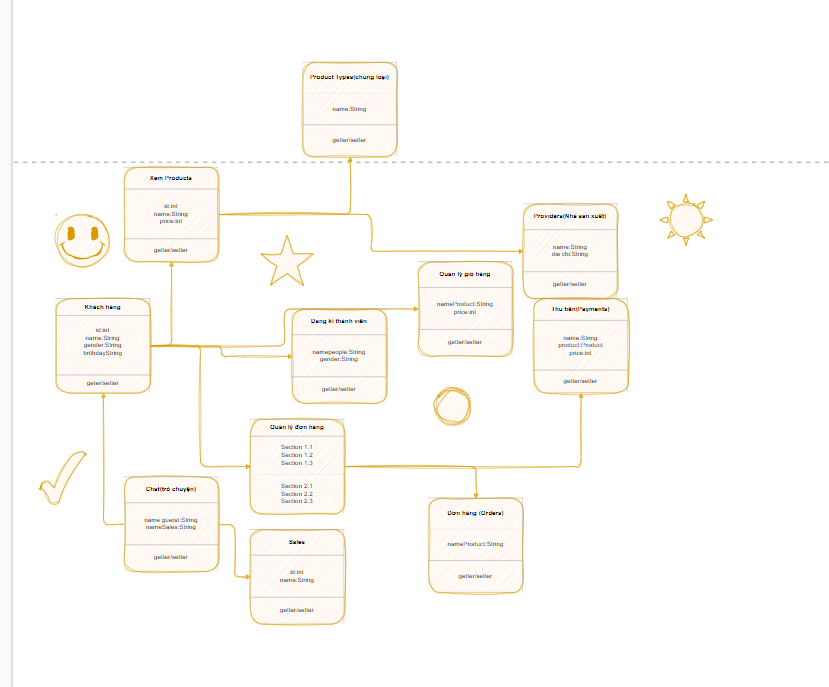 Product Types(chủng loại)
name:String
getter/setter
Xem Products
id:int
name:String
price:int
getter/setter
Providers(Nhà sản xuất)
name:String
dia chi:String
getter/setter
Quản lý giỏ hàng
nameProduct:String
price:int
getter/setter
Khách hàng
id:int
name:String
gender:String
brithdayString
geter/setter
Đăng kí thành viên
namepeople:String
gender:String
getter/setter
Thu tiền(Payments)
name:String
product:Product
price:int
getter/setter
Quản lý đơn hàng
Section 1.1
Section 1.2
Section 1.3
Section 2.1
Section 2.2
Section 2.3
Chat(trò chuyện)
name guerst:String
nameSales:String
getter/setter
Đơn hàng (Orders)
nameProduct:String
getter/setter
Sales
id:int
name:String
getter/setter